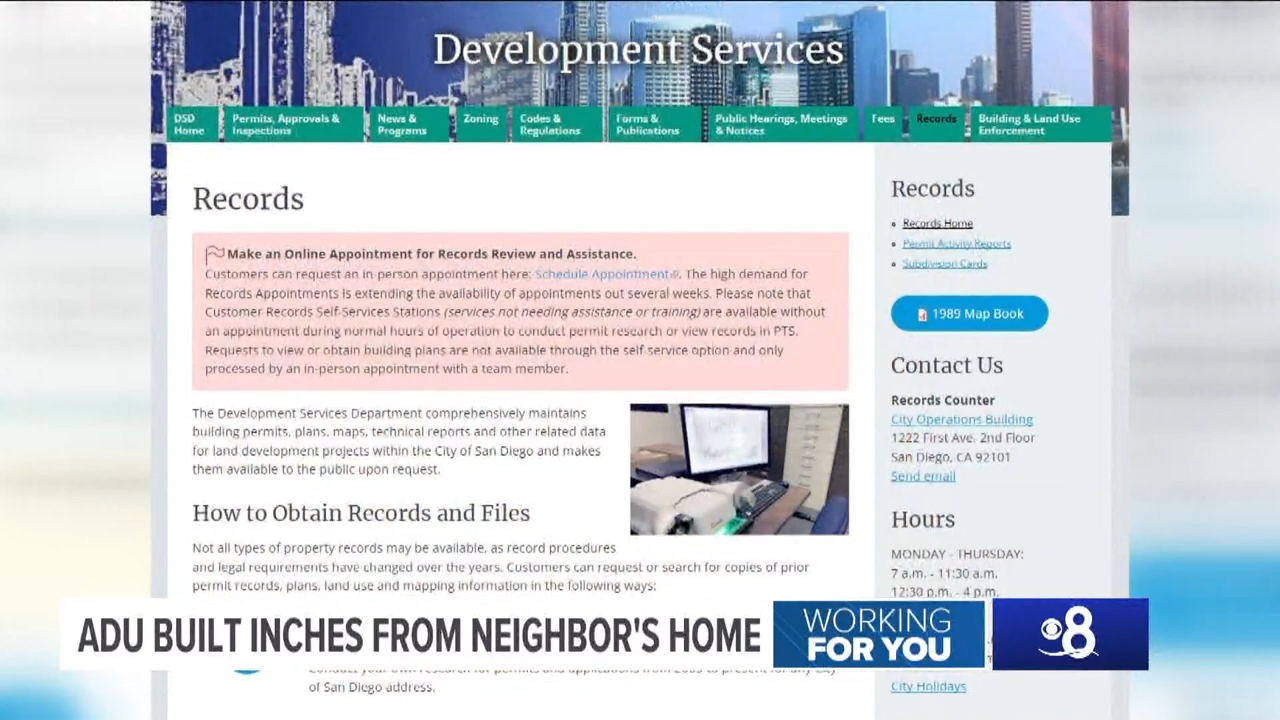 Development Services
DSD
Home
Permits, Approvals &
Inspections
News &
Programs
Zoning
Codes &
Regulations
Forms &
Publications
Public Hearings, Meetings
& Notices
Fees
Records
Building & Land Use
Enforcement
Records
Make an Online Appointment for Records Review and Assistance.
Customers can request an in-person appointment here: Schedule Appointment. The high demand for
Records Appointments is extending the availability of appointments out several weeks. Please note that
Customer Records Self-Services Stations (services not needing assistance or training) are available without
an appointment during normal hours of operation to conduct permit research or view records in PTS.
Requests to view or obtain building plans are not available through the self-service option and only
processed by an in-person appointment with a team member.
The Development Services Department comprehensively maintains
building permits, plans, maps, technical reports and other related data
for land development projects within the City of San Diego and makes
them available to the public upon request.
How to Obtain Records and Files
Not all types of property records may be available, as record procedures
and legal requirements have changed over the years. Customers can request or search for copies of prior
permit records, plans, land use and mapping information in the following ways:
of San Diego address.
Records
Records Home
Permit Activity Reports
Subdivision Cards
1989 Map Book
Contact Us
Records Counter
City Operations Building
1222 First Ave. 2nd Floor
San Diego, CA 92101
Send email
Hours
MONDAY - THURSDAY:
7 a.m. - 11:30 a.m.
12:30 p.m. - 4 p.m.
City Holidays
ADU BUILT INCHES FROM NEIGHBOR'S HOME
WORKING
FOR YOU
8